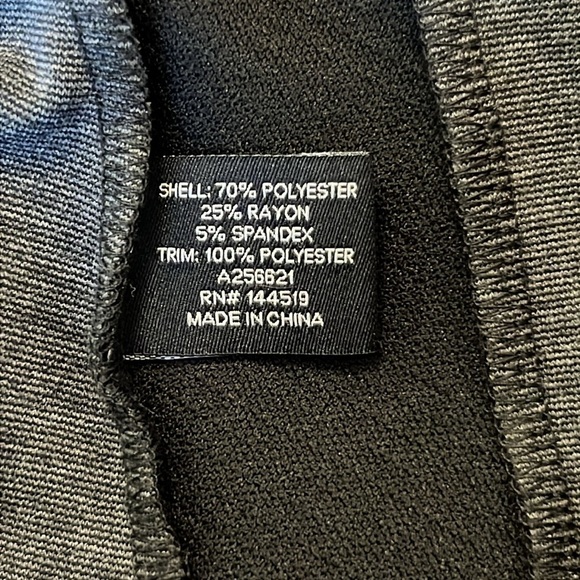 SHELL: 70% POLYESTER
25% RAYON
5% SPANDEX
TRIM: 100% POLYESTER
A256621
RN# 144519
MADE IN CHINA